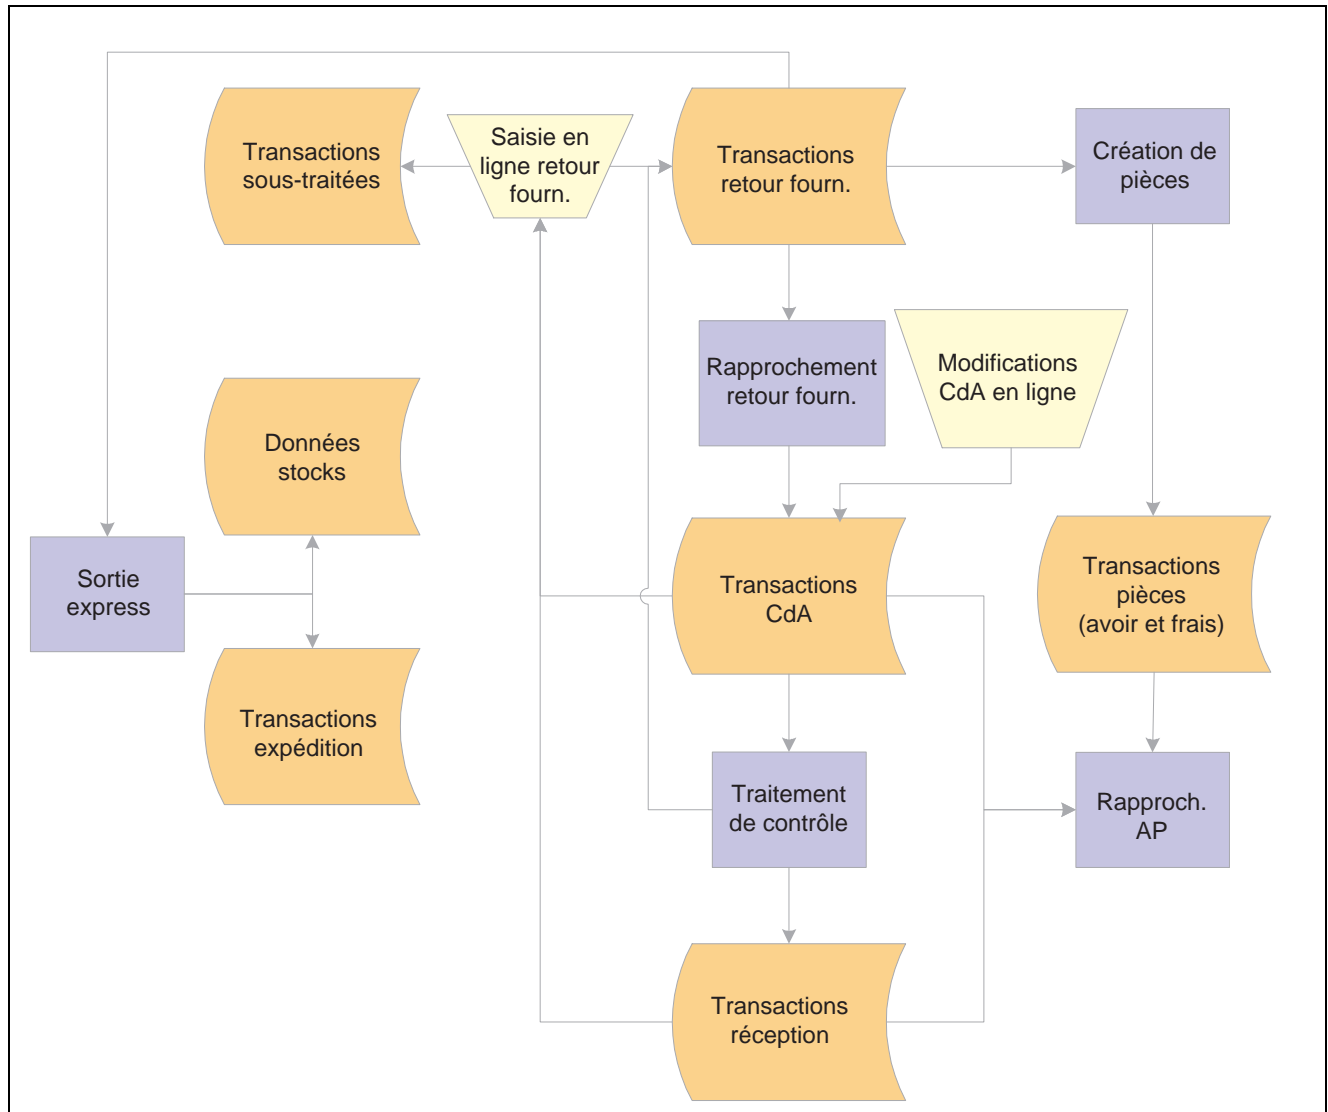 Transactions
sous-traitées
Saisie en
ligne retour
fourn.
Transactions
retour fourn.
Création de
pièces
Rapprochement
retour fourn.
Modifications
CdA en ligne
Données
stocks
Sortie
express
Transactions
CdA
Transactions
pièces
(avoir et frais)
Transactions
expédition
Traitement
de contrôle
Rapproch.
AP
Transactions
réception